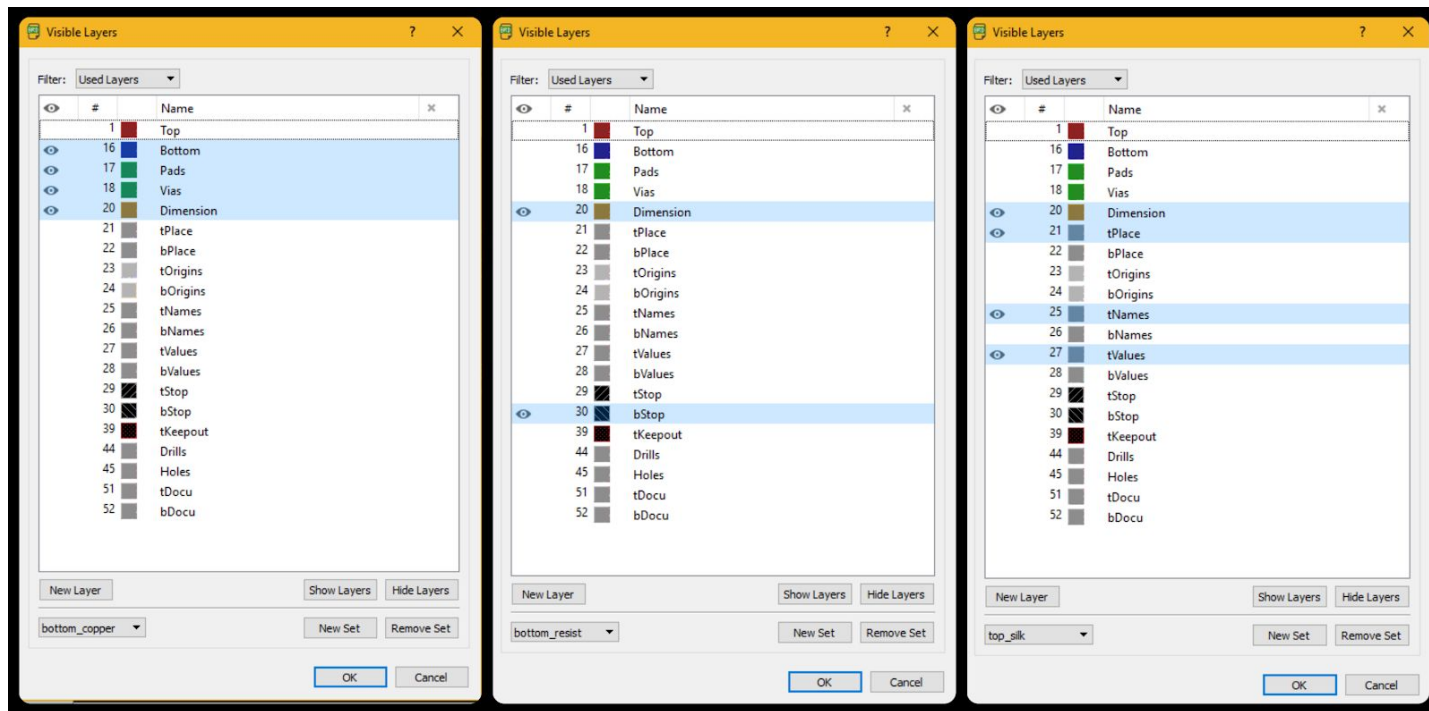 Visible Layers ? ×
Filter: Used Layers
# Name ×
1 Top
16 Bottom
17 Pads
18 Vias
20 Dimension
21 tPlace
22 bPlace
23 tOrigins
24 bOrigins
25 tNames
26 bNames
27 tValues
28 bValues
29 tStop
30 bStop
39 tKeepout
44 Drills
45 Holes
51 tDocu
52 bDocu
New Layer Show Layers Hide Layers
bottom_copper New Set Remove Set
OK Cancel
Visible Layers ? ×
Filter: Used Layers
# Name ×
1 Top
16 Bottom
17 Pads
18 Vias
20 Dimension
21 tPlace
22 bPlace
23 tOrigins
24 bOrigins
25 tNames
26 bNames
27 tValues
28 bValues
29 tStop
30 bStop
39 tKeepout
44 Drills
45 Holes
51 tDocu
52 bDocu
New Layer Show Layers Hide Layers
bottom_resist New Set Remove Set
OK Cancel
Visible Layers ? ×
Filter: Used Layers
# Name ×
1 Top
16 Bottom
17 Pads
18 Vias
20 Dimension
21 tPlace
22 bPlace
23 tOrigins
24 bOrigins
25 tNames
26 bNames
27 tValues
28 bValues
29 tStop
30 bStop
39 tKeepout
44 Drills
45 Holes
51 tDocu
52 bDocu
New Layer Show Layers Hide Layers
top_silk New Set Remove Set
OK Cancel